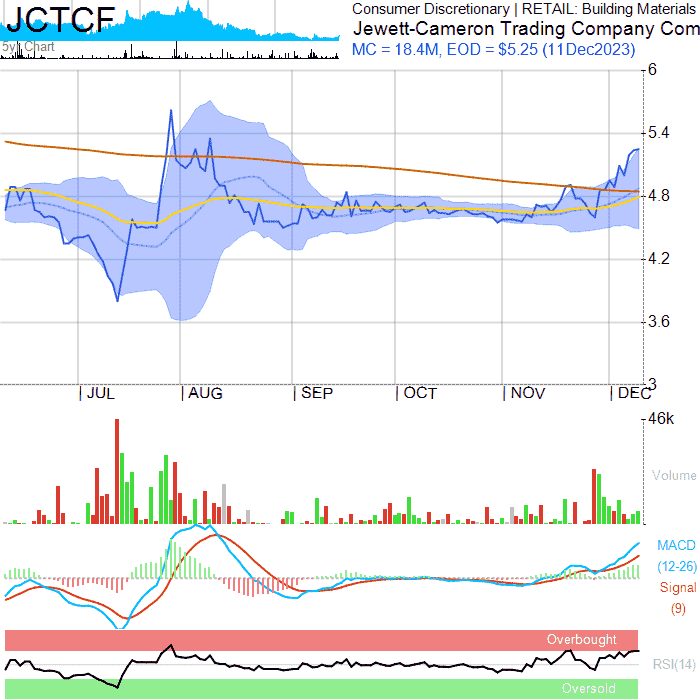 JCTCF
5y Chart
Consumer Discretionary | RETAIL: Building Materials
Jewett-Cameron Trading Company Com
MC = 18.4M, EOD = $5.25 (11Dec2023)
6
5.4
4.8
4.2
3.6
3
JUL
AUG
SEP
OCT
NOV
DEC
46k
Volume
MACD
(12-26)
Signal
(9)
Overbought
RSI(14)
Oversold